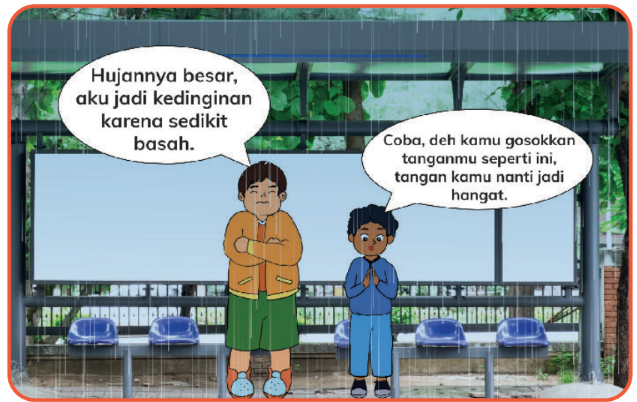 Hujannya besar,
aku jadi kedinginan
karena sedikit
basah.
Coba, deh kamu gosokkan
tanganmu seperti ini,
tangan kamu nanti jadi
hangat.